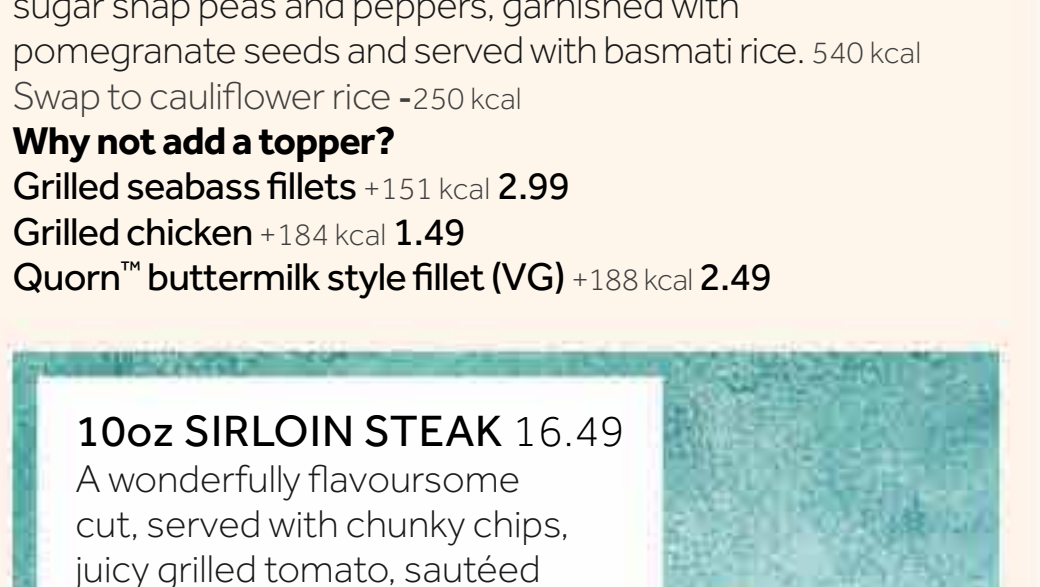 sugar snap peas and peppers, garnished with
pomegranate seeds and served with basmati rice. 540 kcal
Swap to cauliflower rice -250 kcal
Why not add a topper?
Grilled seabass fillets +151 kcal 2.99
Grilled chicken +184 kcal 1.49
Quorn™ buttermilk style fillet (VG) +188 kcal 2.49
10oz SIRLOIN STEAK 16.49
A wonderfully flavoursome
cut, served with chunky chips,
juicy grilled tomato, sautéed